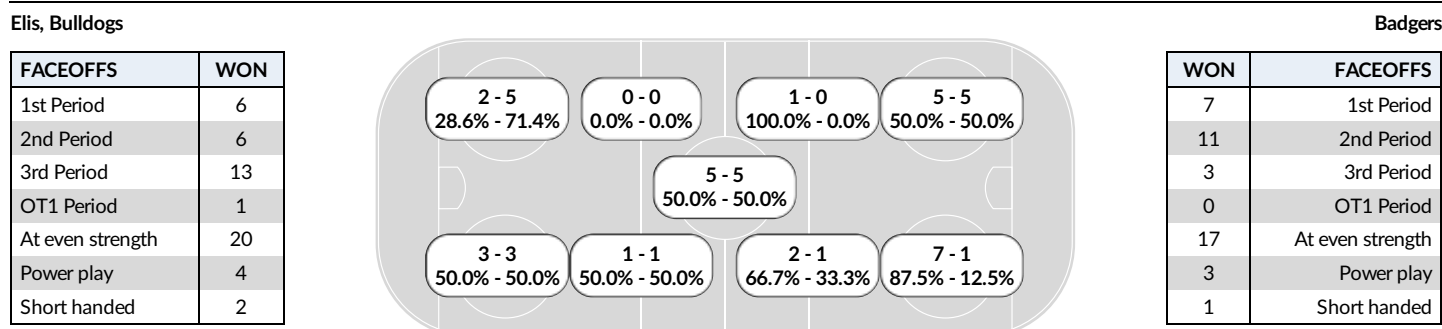 Elis, Bulldogs
Badgers
FACEOFFS WON
1st Period 6
2nd Period 6
3rd Period 13
OT1 Period 1
At even strength 20
Power play 4
Short handed 2
2 - 5
28.6% - 71.4%
0 - 0
0.0% - 0.0%
1 - 0
100.0% - 0.0%
5 - 5
50.0% - 50.0%
5 - 5
50.0% - 50.0%
3 - 3
50.0% - 50.0%
1 - 1
50.0% - 50.0%
2 - 1
66.7% - 33.3%
7 - 1
87.5% - 12.5%
WON FACEOFFS
7 1st Period
11 2nd Period
3 3rd Period
0 OT1 Period
17 At even strength
3 Power play
1 Short handed